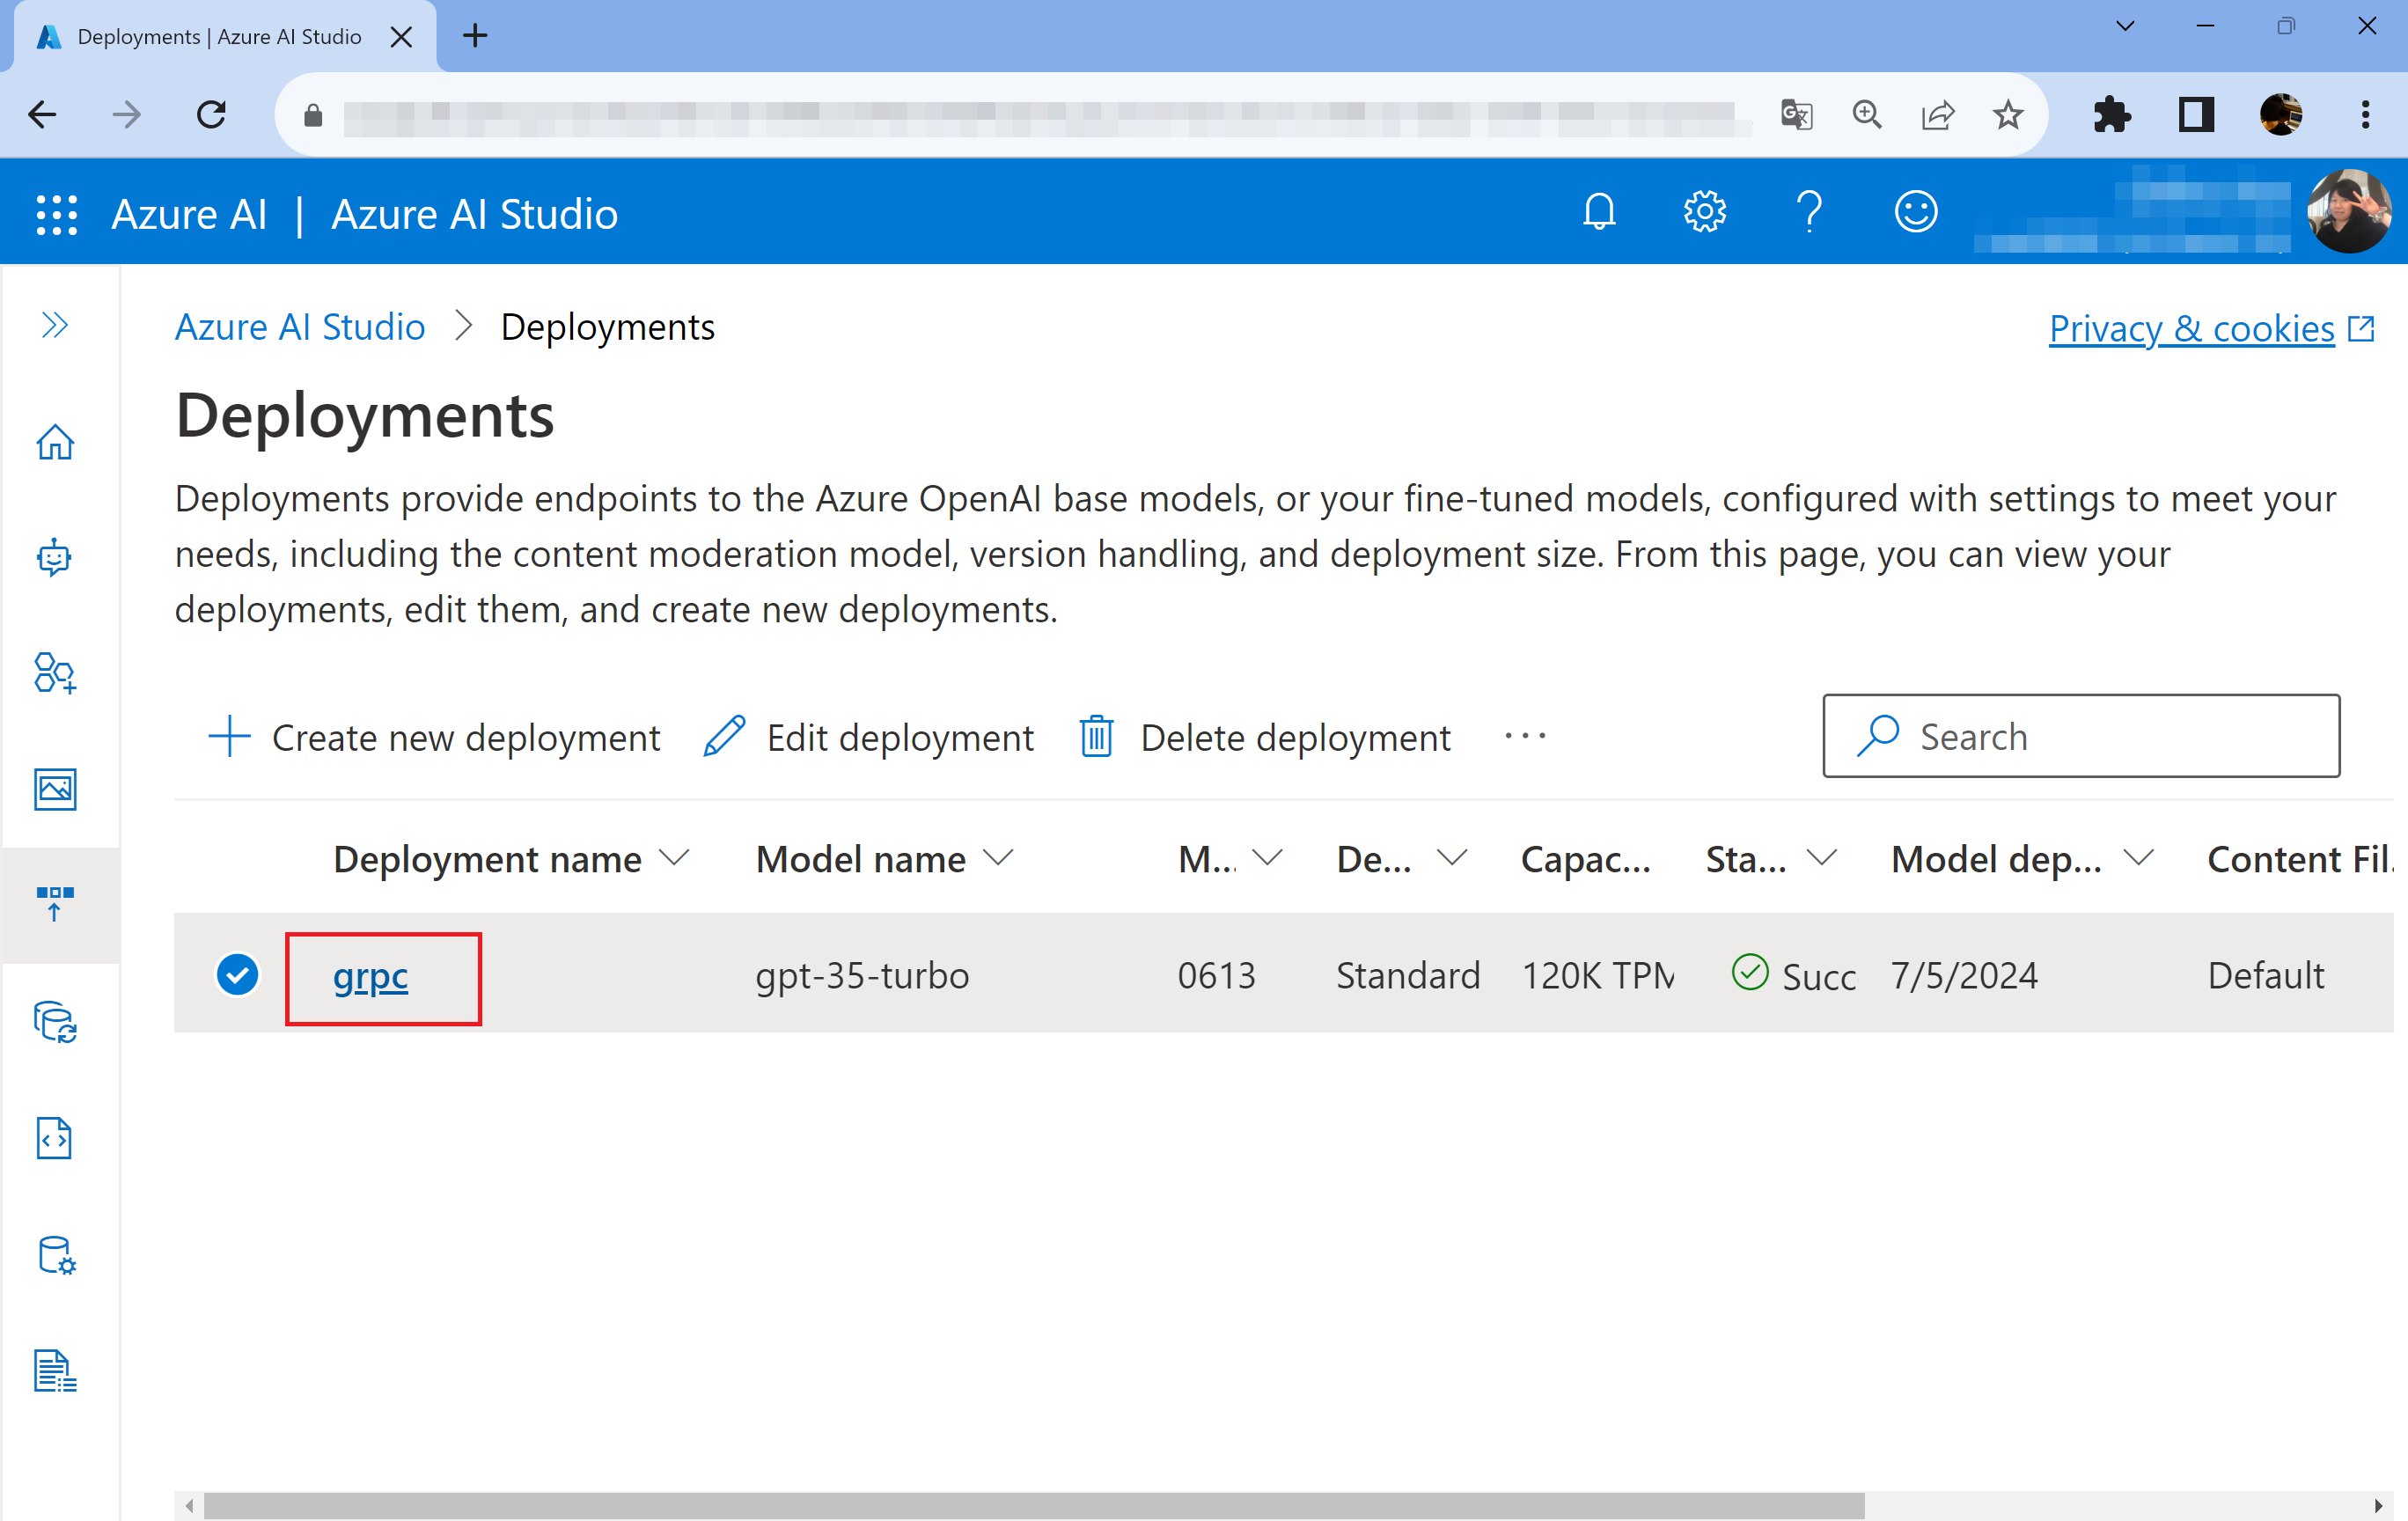 Deployments | Azure AI Studio
Azure AI | Azure AI Studio
Azure AI Studio > Deployments
Privacy & cookies
Deployments
Deployments provide endpoints to the Azure OpenAI base models, or your fine-tuned models, configured with settings to meet your
needs, including the content moderation model, version handling, and deployment size. From this page, you can view your
deployments, edit them, and create new deployments.
Create new deployment Edit deployment Delete deployment ... Search
Deployment name Model name M... De... Capac... Sta... Model dep... Content Fil.
grpc gpt-35-turbo 0613 Standard 120K TPM Succ 7/5/2024 Default